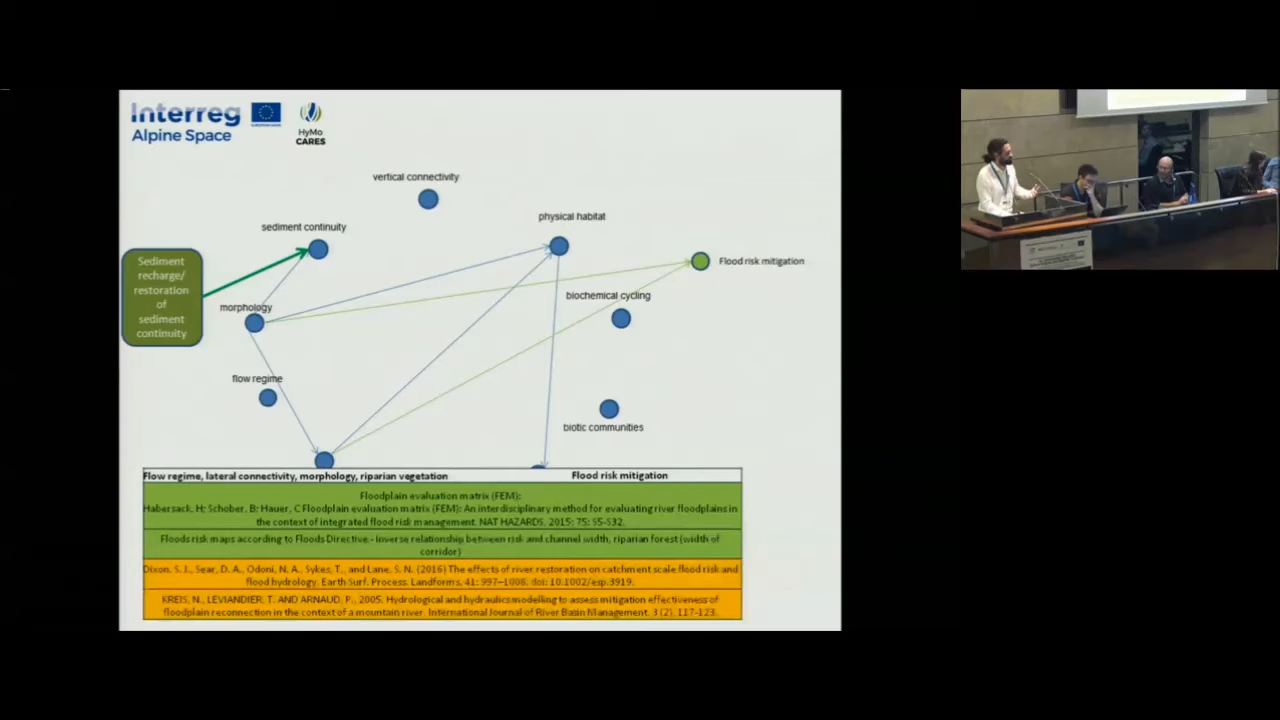 Interreg
Alpine Space
HyMo
CARES
vertical connectivity
physical habitat
sediment continuity
Sediment
recharge/
restoration
of
sediment
continuity
Flood risk mitigation
biochemical cycling
morphology
flow regime
biotic communities
Flow regime, lateral connectivity, morphology, riparian vegetation Flood risk mitigation
Floodplain evaluation matrix (FEM):
Habersack, H; Schober, B; Hauer, C Floodplain evaluation matrix (FEM): An interdisciplinary method for evaluating river floodplains in
the context of integrated flood risk management. NAT HAZARDS. 2015: 75: S5-S32.
Floods risk maps according to Floods Directive.- inverse relationship between risk and channel width, riparian forest (width of
corridor)
Dixon, S. J., Sear, D. A., Odoni, N. A., Sykes, T., and Lane, S. N. (2016) The effects of river restoration on catchment scale flood risk and
flood hydrology. Earth Surf. Process. Landforms, 41: 997–1008. doi: 10.1002/esp.3919.
KREIS, N., LEVIANDIER, T. AND ARNAUD, P., 2005. Hydrological and hydraulics modelling to assess mitigation effectiveness of
floodplain reconnection in the context of a mountain river. International Journal of River Basin Management. 3 (2), 117-123.